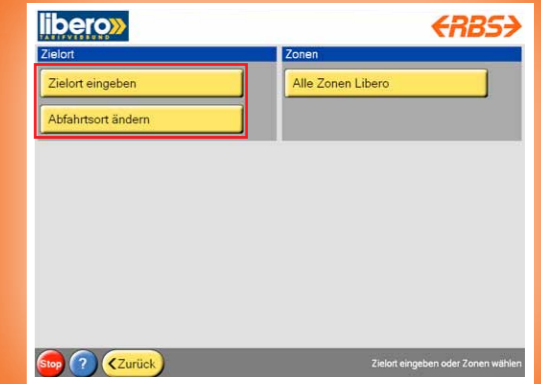 libero»
TARIFVERBUND
RBS
Zielort
Zonen
Zielort eingeben
Alle Zonen Libero
Abfahrtsort ändern
Stop
?
<Zurück
Zielort eingeben oder Zonen wählen